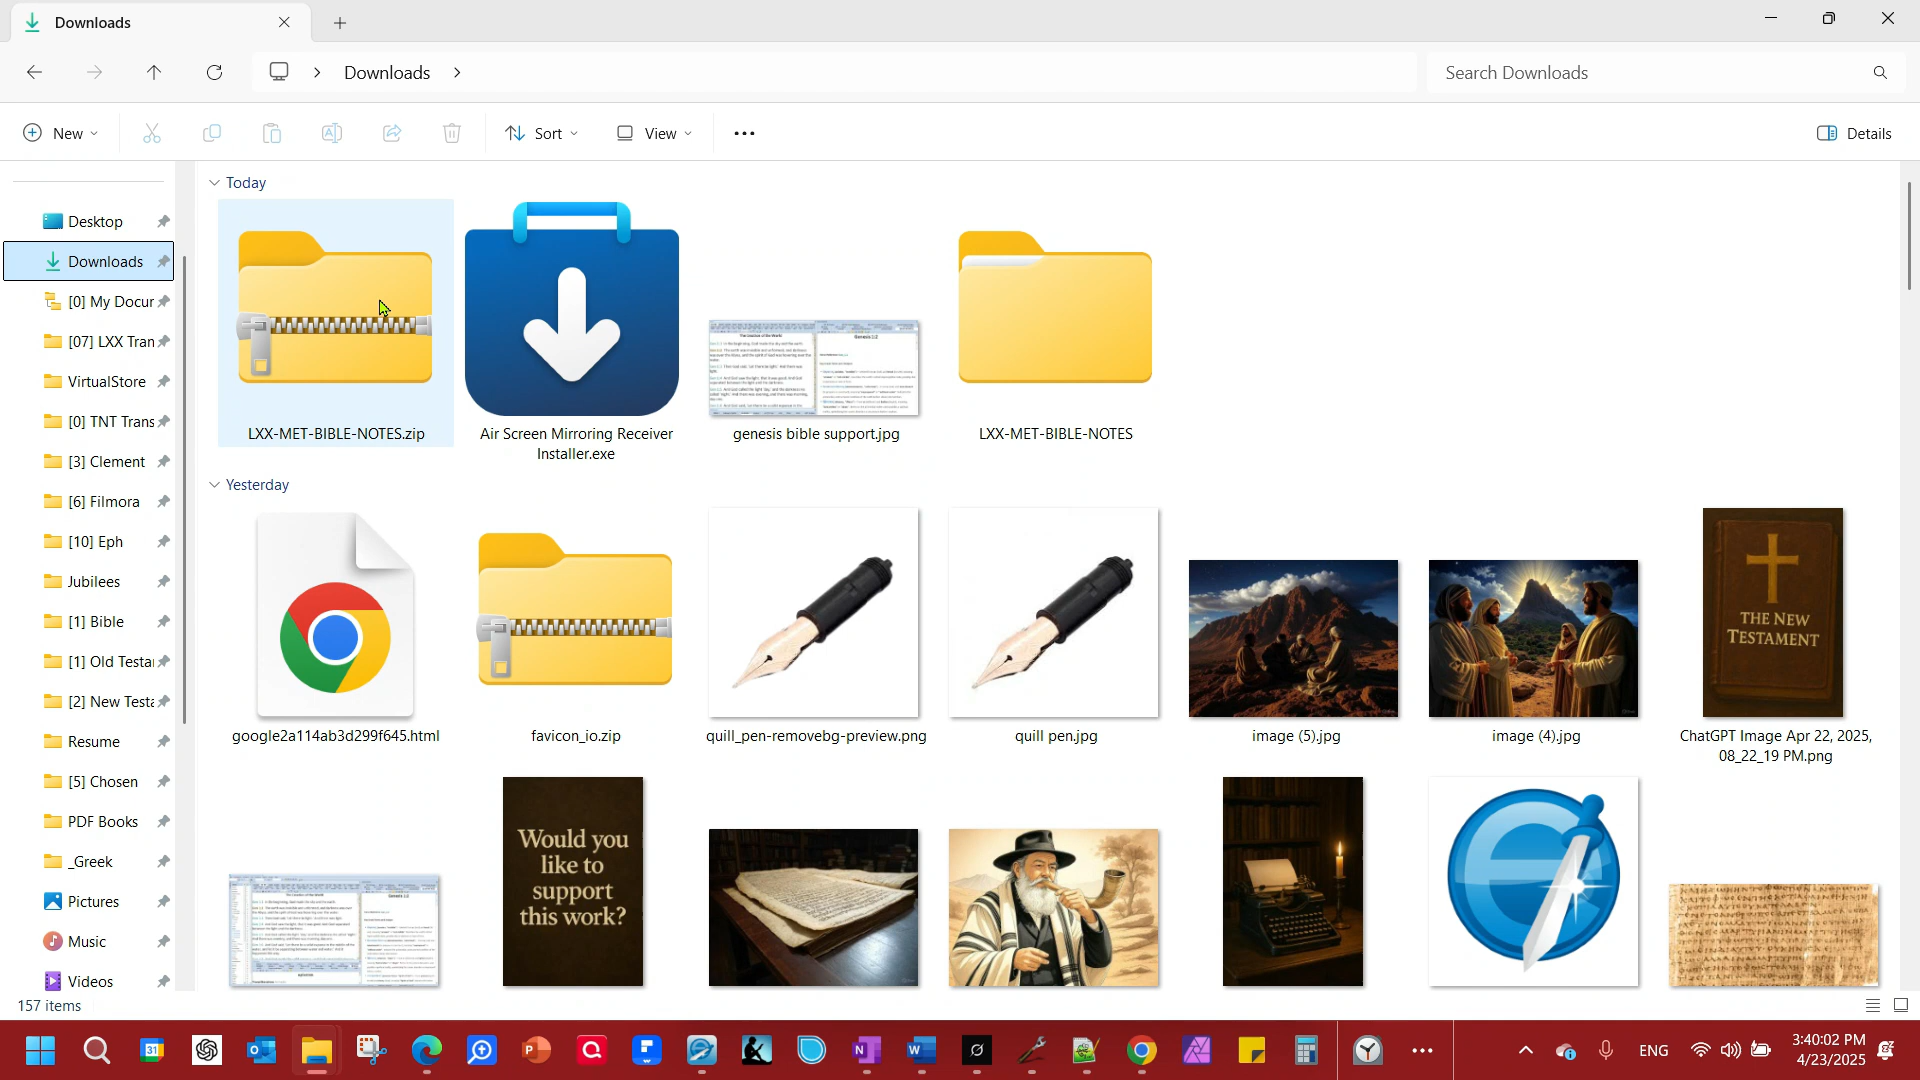 Downloads
Downloads
Search Downloads
New
Sort
View
Details
Today
Desktop
Downloads
[0] My Docur
[07] LXX Tran
VirtualStore
[0] TNT Trans
[3] Clement
[6] Filmora
[10] Eph
Jubilees
[1] Bible
[1] Old Testa
[2] New Testa
Resume
[5] Chosen
PDF Books
_Greek
Pictures
Music
Videos
LXX-MET-BIBLE-NOTES.zip
Air Screen Mirroring Receiver
Installer.exe
genesis bible support.jpg
LXX-MET-BIBLE-NOTES
Yesterday
THE NEW
TESTAMENT
google2a114ab3d299f645.html
favicon_io.zip
quill_pen-removebg-preview.png
quill pen.jpg
image (5).jpg
image (4).jpg
ChatGPT Image Apr 22, 2025,
08_22_19 PM.png
Would you
like to
support
this work?
157 items
31
ENG
3:40:02 PM
4/23/2025